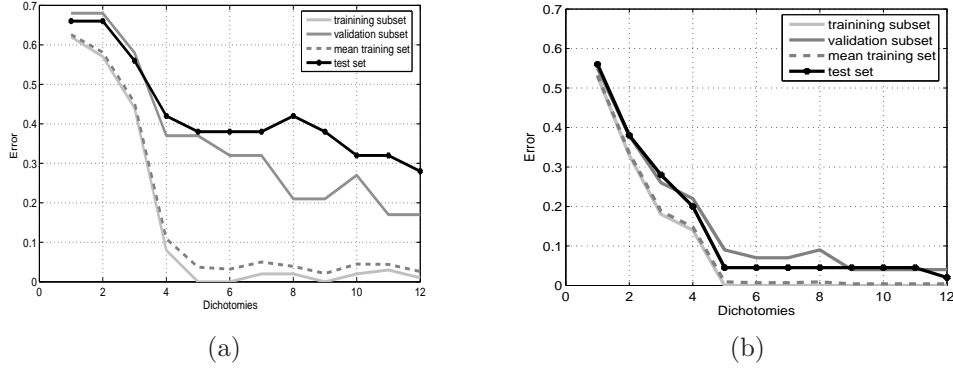 0.7
0.6
0.5
0.4
0.3
0.2
0.1
0
Error
0 2 4 6 8 10 12
Dichotomies
trainining subset
validation subset
mean training set
test set
(a)
0.7
0.6
0.5
0.4
0.3
0.2
0.1
0
Error
0 2 4 6 8 10 12
Dichotomies
trainining subset
validation subset
mean training set
test set
(b)